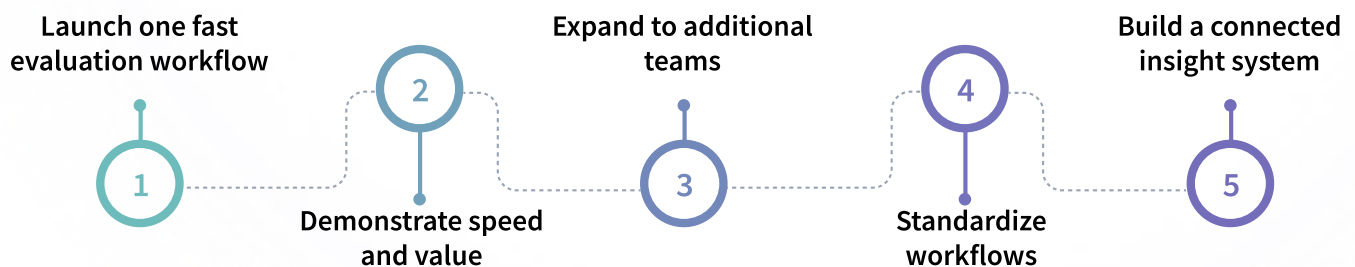 Launch one fast
evaluation workflow
1
2
Demonstrate speed
and value
Expand to additional
teams
3
4
Standardize
workflows
Build a connected
insight system
5